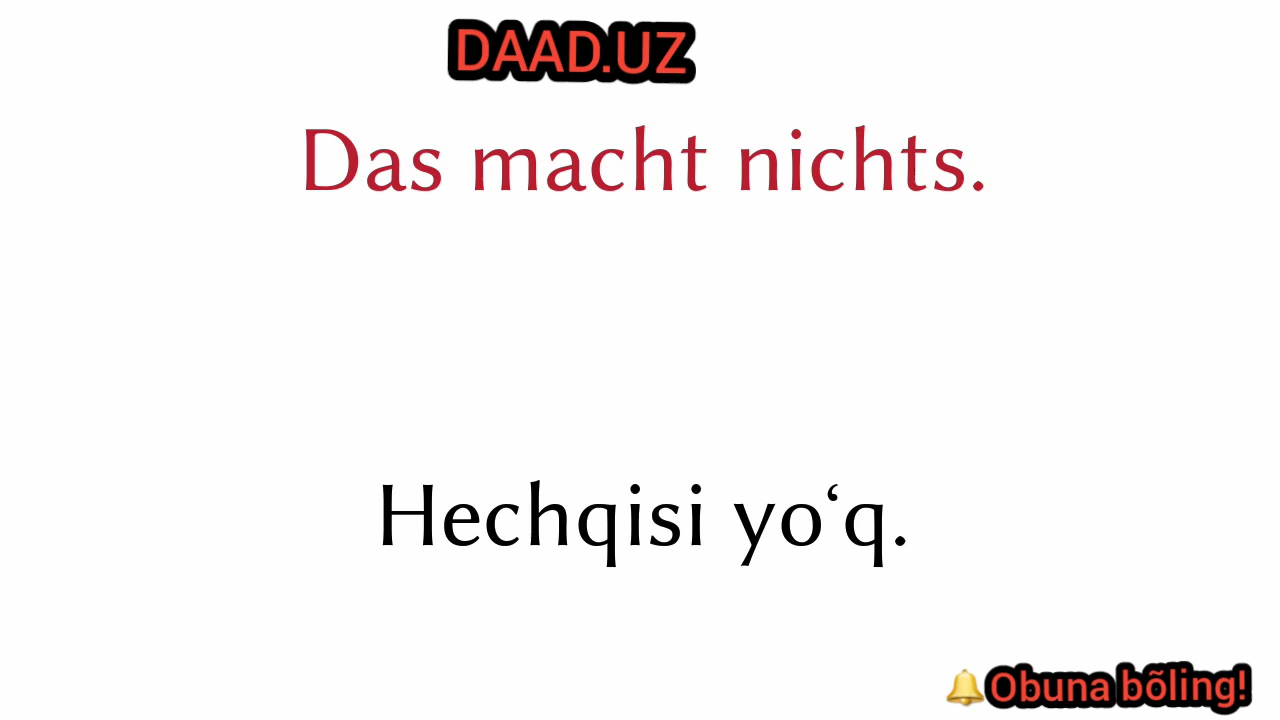 DAAD.UZ
Das macht nichts.
Hechqisi yo‘q.
🔔Obuna bõling!